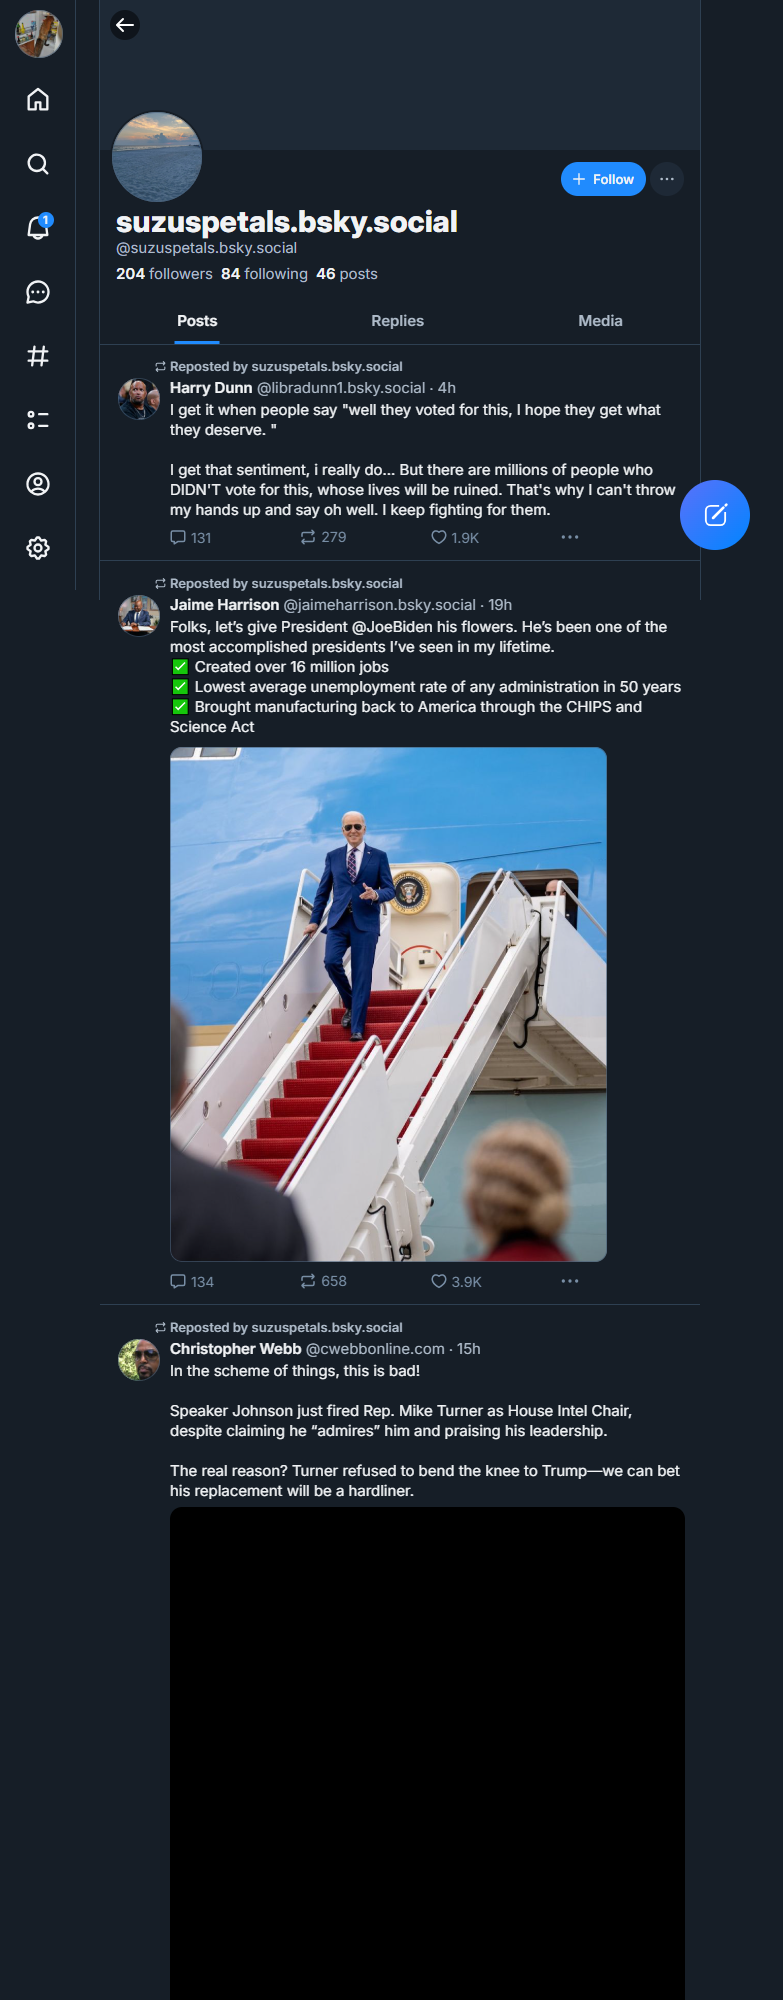 1
+ Follow
suzuspetals.bsky.social
@suzuspetals.bsky.social
204 followers 84 following 46 posts
Posts Replies Media
Reposted by suzuspetals.bsky.social
Harry Dunn @libradunn1.bsky.social · 4h
I get it when people say "well they voted for this, I hope they get what
they deserve. "
I get that sentiment, i really do... But there are millions of people who
DIDN'T vote for this, whose lives will be ruined. That's why I can't throw
my hands up and say oh well. I keep fighting for them.
131 279 1.9K
Reposted by suzuspetals.bsky.social
Jaime Harrison @jaimeharrison.bsky.social · 19h
Folks, let’s give President @JoeBiden his flowers. He’s been one of the
most accomplished presidents I’ve seen in my lifetime.
✅ Created over 16 million jobs
✅ Lowest average unemployment rate of any administration in 50 years
✅ Brought manufacturing back to America through the CHIPS and
Science Act
134 658 3.9K
Reposted by suzuspetals.bsky.social
Christopher Webb @cwebbonline.com · 15h
In the scheme of things, this is bad!
Speaker Johnson just fired Rep. Mike Turner as House Intel Chair,
despite claiming he “admires” him and praising his leadership.
The real reason? Turner refused to bend the knee to Trump—we can bet
his replacement will be a hardliner.